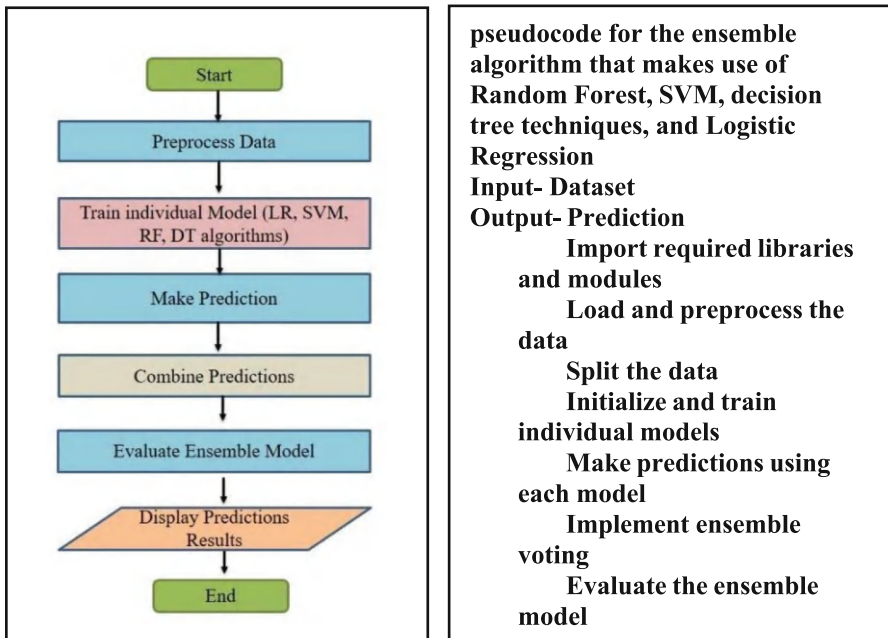 Start
Preprocess Data
Train individual Model (LR, SVM,
RF, DT algorithms)
Make Prediction
Combine Predictions
Evaluate Ensemble Model
Display Predictions
Results
End
pseudocode for the ensemble
algorithm that makes use of
Random Forest, SVM, decision
tree techniques, and Logistic
Regression
Input- Dataset
Output- Prediction
Import required libraries
and modules
Load and preprocess the
data
Split the data
Initialize and train
individual models
Make predictions using
each model
Implement ensemble
voting
Evaluate the ensemble
model